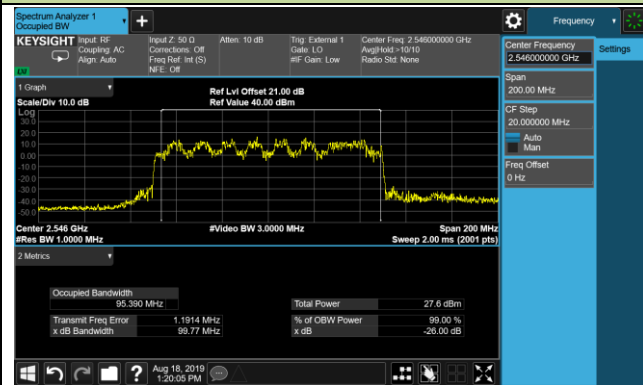 Spectrum Analyzer 1
Occupied BW
Frequency
KEYSIGHT
Input: RF
Coupling: AC
Align: Auto
Input Z: 50 Ω
Corrections: Off
Freq Ref: Int (S)
NFE: Off
Atten: 10 dB
Trig: External 1
Gate: LO
#IF Gain: Low
Center Freq: 2.546000000 GHz
Avg|Hold:>10/10
Radio Std: None
Center Frequency
2.546000000 GHz
Settings
Span
200.00 MHz
CF Step
20.000000 MHz
Auto
Man
Freq Offset
0 Hz
1 Graph
Scale/Div 10.0 dB
Ref Lvl Offset 21.00 dB
Ref Value 40.00 dBm
Log
30.0
20.0
10.0
0.00
-10.0
-20.0
-30.0
-40.0
-50.0
Center 2.546 GHz
#Video BW 3.0000 MHz
Span 200 MHz
#Res BW 1.0000 MHz
Sweep 2.00 ms (2001 pts)
2 Metrics
Occupied Bandwidth
95.390 MHz
Total Power 27.6 dBm
Transmit Freq Error 1.1914 MHz
% of OBW Power 99.00 %
x dB Bandwidth 99.77 MHz
x dB -26.00 dB
Aug 18, 2019
1:20:05 PM